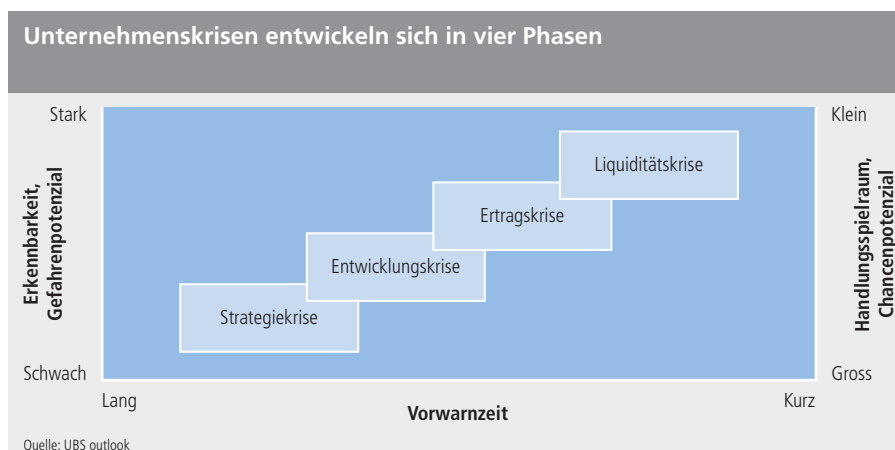 Unternehmenskrisen entwickeln sich in vier Phasen
Stark
Klein
Erkennbarkeit,
Gefahrenpotenzial
Handlungsspielraum,
Chancenpotenzial
Liquiditätskrise
Ertragskrise
Entwicklungskrise
Strategiekrise
Schwach
Gross
Lang
Vorwarnzeit
Kurz
Quelle: UBS outlook